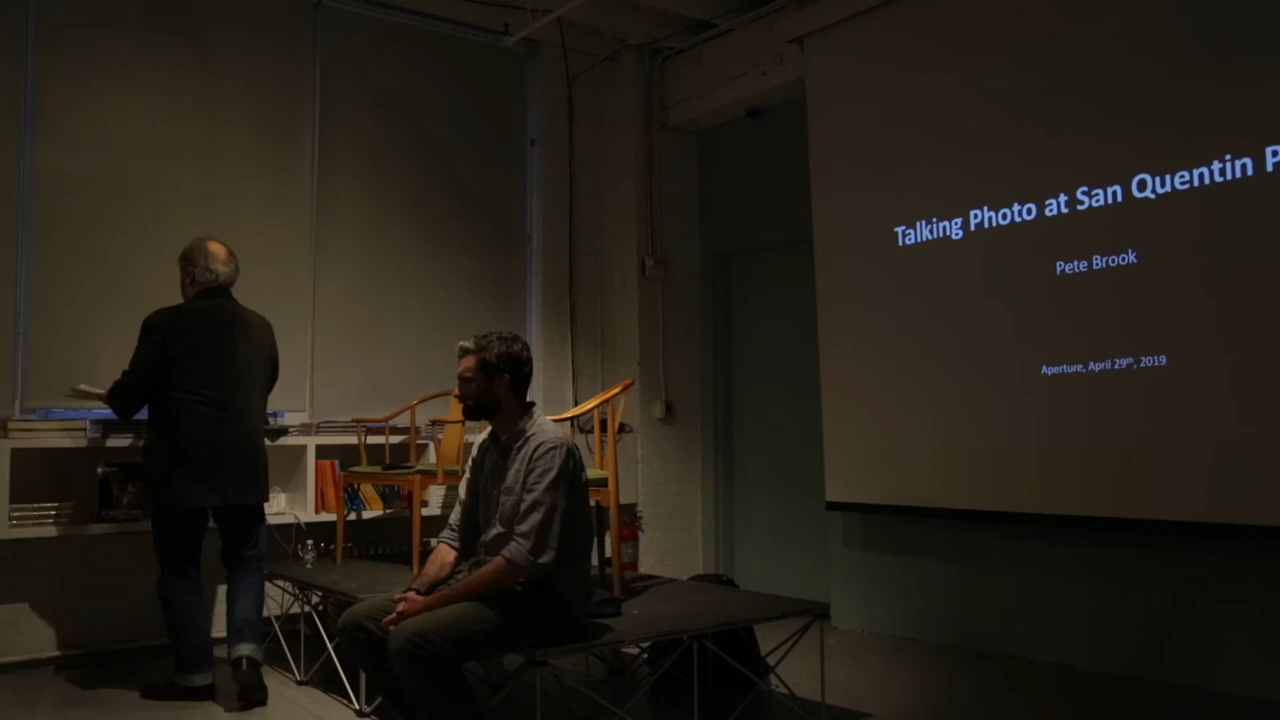 Talking Photo at San Quentin P
Pete Brook
Aperture, April 29th, 2019